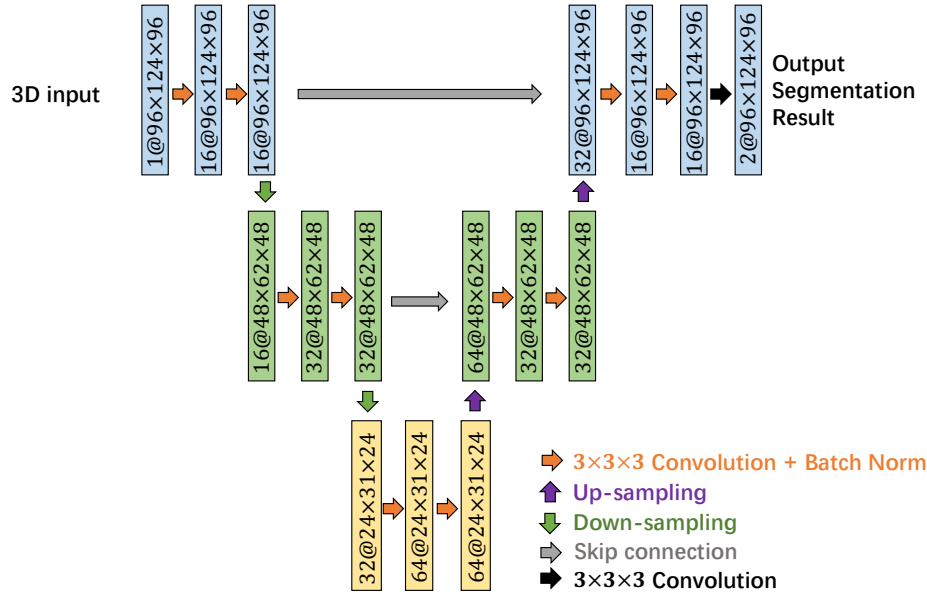 3D input
1@96×124×96
16@96×124×96
16@96×124×96
32@96×124×96
16@96×124×96
16@96×124×96
2@96×124×96
Output
Segmentation
Result
16@48×62×48
32@48×62×48
32@48×62×48
64@48×62×48
32@48×62×48
32@48×62×48
32@24×31×24
64@24×31×24
64@24×31×24
3×3×3 Convolution + Batch Norm
Up-sampling
Down-sampling
Skip connection
3×3×3 Convolution